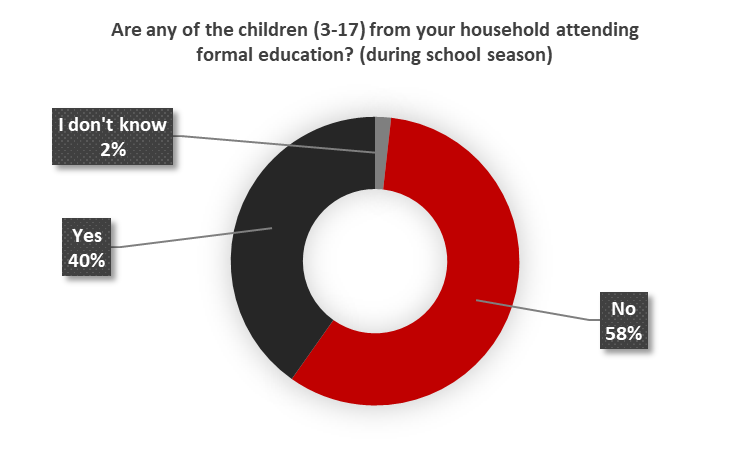 Are any of the children (3-17) from your household attending
formal education? (during school season)
I don't know
2%
Yes
40%
No
58%